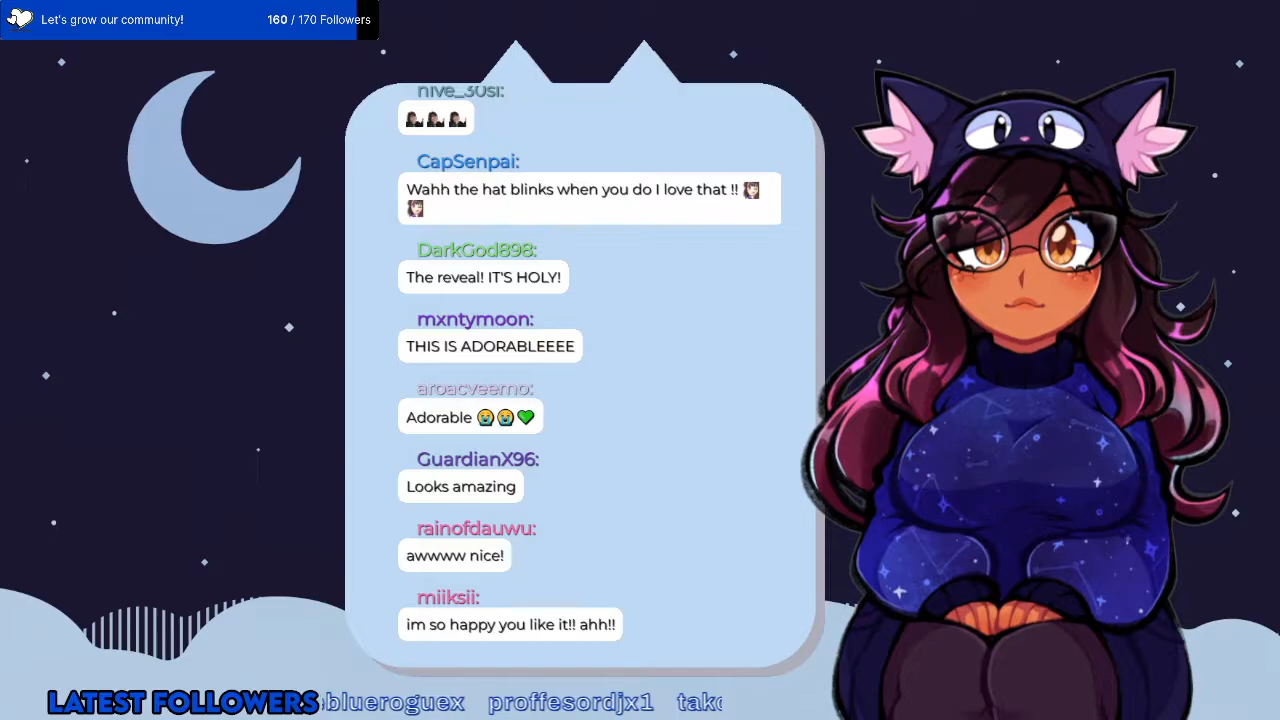 Let's grow our community!
160 / 170 Followers
nive_30si:
CapSenpai:
Wahh the hat blinks when you do I love that !!
DarkGod898:
The reveal! IT'S HOLY!
mxntymoon:
THIS IS ADORABLEEEE
aroacveemo:
Adorable 😭😭💚
GuardianX96:
Looks amazing
rainofdauwu:
awwww nice!
miiksii:
im so happy you like it!! ahh!!
LATEST FOLLOWERS
blueroguex proffesordjx1